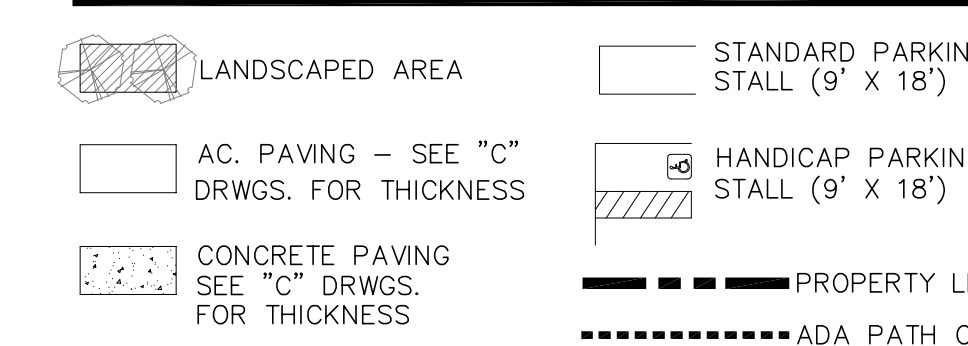 LANDSCAPED AREA
AC. PAVING – SEE "C"
DRWGS. FOR THICKNESS
CONCRETE PAVING
SEE "C" DRWGS.
FOR THICKNESS
STANDARD PARKIN
STALL (9' X 18')
HANDICAP PARKIN
STALL (9' X 18')
PROPERTY
ADA PATH